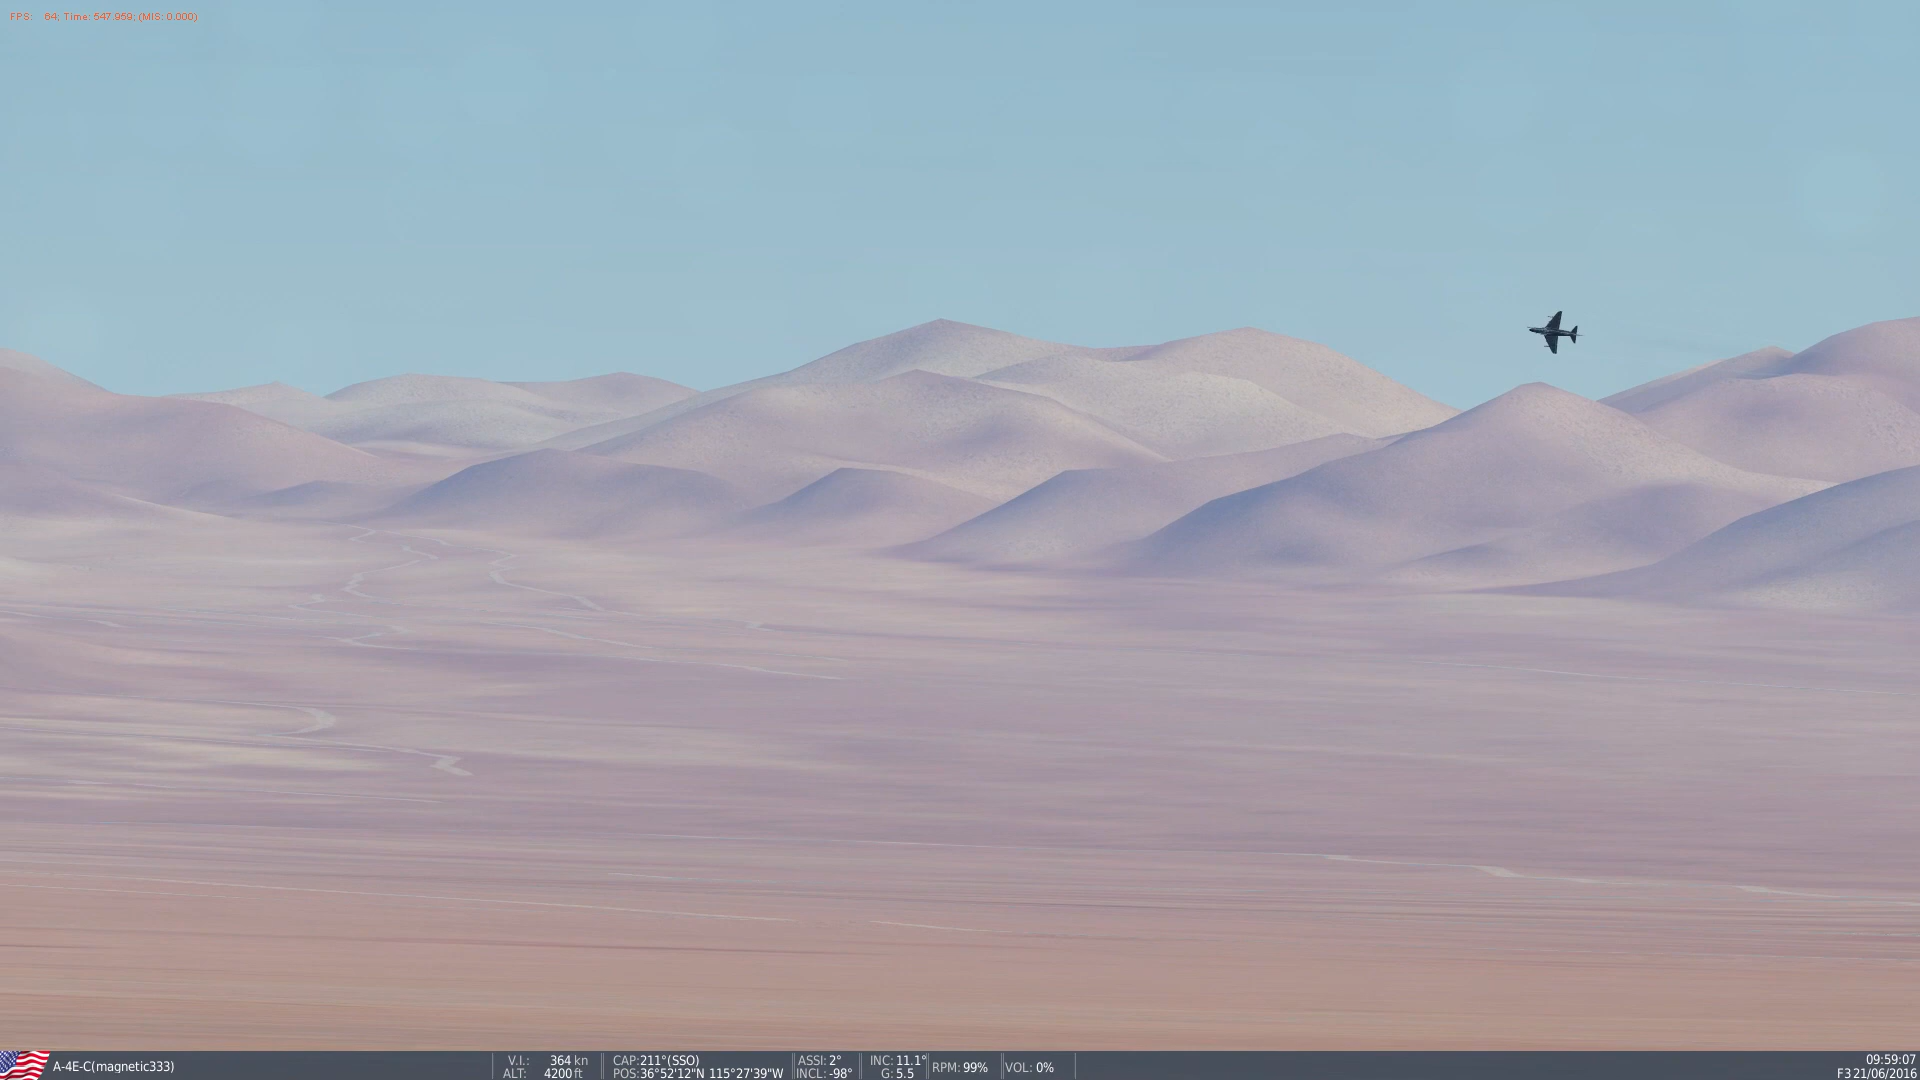 FPS: 64; Time: 547.959; (MIS: 0.000)
A-4E-C(magnetic333)
V.I.: 364 kn
ALT: 4200 ft
CAP:211°(SSO)
POS:36°52'12"N 115°27'39"W
ASSI: 2°
INCL: -98°
INC: 11.1°
G: 5.5
RPM: 99%
VOL: 0%
09:59:07
F3 21/06/2016